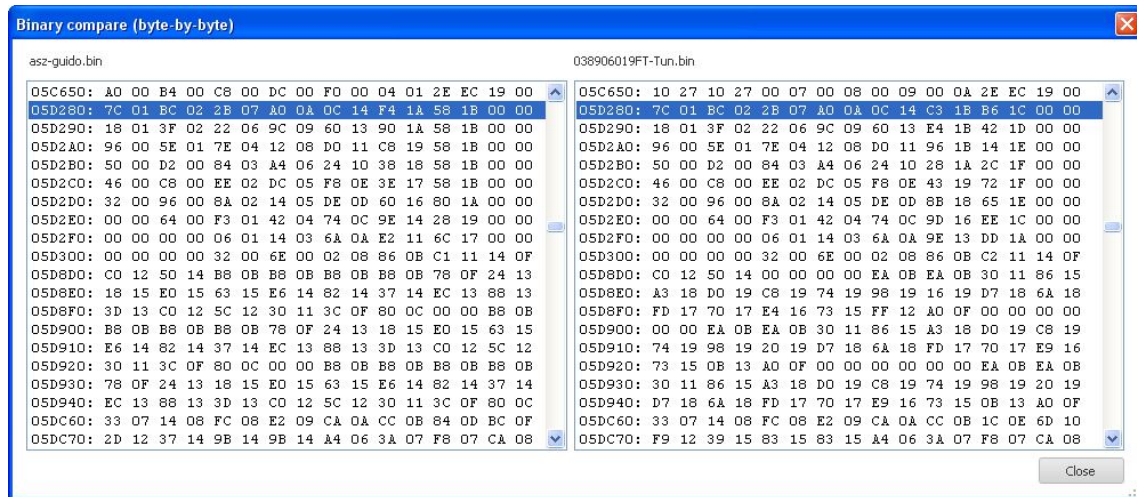 Binary compare (byte-by-byte)
asz-guido.bin
05C650: A0 00 B4 00 C8 00 DC 00 F0 00 04 01 2E EC 19 00
05D280: 7C 01 BC 02 2B 07 A0 0A 0C 14 F4 1A 58 1B 00 00
05D290: 18 01 3F 02 22 06 9C 09 60 13 90 1A 58 1B 00 00
05D2A0: 96 00 5E 01 7E 04 12 08 D0 11 C8 19 58 1B 00 00
05D2B0: 50 00 D2 00 84 03 A4 06 24 10 38 18 58 1B 00 00
05D2C0: 46 00 C8 00 EE 02 DC 05 F8 0E 3E 17 58 1B 00 00
05D2D0: 32 00 96 00 8A 02 14 05 DE 0D 60 16 80 1A 00 00
05D2E0: 00 00 64 00 F3 01 42 04 74 0C 9E 14 28 19 00 00
05D2F0: 00 00 00 00 06 01 14 03 6A 0A E2 11 6C 17 00 00
05D300: 00 00 00 00 32 00 6E 00 02 08 86 0B C1 11 14 0F
05D8D0: C0 12 50 14 B8 0B B8 0B B8 0B B8 0B 78 0F 24 13
05D8E0: 18 15 E0 15 63 15 E6 14 82 14 37 14 EC 13 88 13
05D8F0: 3D 13 C0 12 5C 12 30 11 3C 0F 80 0C 00 00 B8 0B
05D900: B8 0B B8 0B B8 0B 78 0F 24 13 18 15 E0 15 63 15
05D910: E6 14 82 14 37 14 EC 13 88 13 3D 13 C0 12 5C 12
05D920: 30 11 3C 0F 80 0C 00 00 B8 0B B8 0B B8 0B B8 0B
05D930: 78 0F 24 13 18 15 E0 15 63 15 E6 14 82 14 37 14
05D940: EC 13 88 13 3D 13 C0 12 5C 12 30 11 3C 0F 80 0C
05DC60: 33 07 14 08 FC 08 E2 09 CA 0A CC 0B 84 0D BC 0F
05DC70: 2D 12 37 14 9B 14 9B 14 A4 06 3A 07 F8 07 CA 08
038906019FT-Tun.bin
05C650: 10 27 10 27 00 07 00 08 00 09 00 0A 2E EC 19 00
05D280: 7C 01 BC 02 2B 07 A0 0A 0C 14 C3 1B B6 1C 00 00
05D290: 18 01 3F 02 22 06 9C 09 60 13 E4 1B 42 1D 00 00
05D2A0: 96 00 5E 01 7E 04 12 08 D0 11 96 1B 14 1E 00 00
05D2B0: 50 00 D2 00 84 03 A4 06 24 10 28 1A 2C 1F 00 00
05D2C0: 46 00 C8 00 EE 02 DC 05 F8 0E 43 19 72 1F 00 00
05D2D0: 32 00 96 00 8A 02 14 05 DE 0D 8B 18 65 1E 00 00
05D2E0: 00 00 64 00 F3 01 42 04 74 0C 9D 16 EE 1C 00 00
05D2F0: 00 00 00 00 06 01 14 03 6A 0A 9E 13 DD 1A 00 00
05D300: 00 00 00 00 32 00 6E 00 02 08 86 0B C2 11 14 0F
05D8D0: C0 12 50 14 00 00 00 00 EA 0B EA 0B 30 11 86 15
05D8E0: A3 18 D0 19 C8 19 74 19 98 19 16 19 D7 18 6A 18
05D8F0: FD 17 70 17 E4 16 73 15 FF 12 A0 0F 00 00 00 00
05D900: 00 00 EA 0B EA 0B 30 11 86 15 A3 18 D0 19 C8 19
05D910: 74 19 98 19 20 19 D7 18 6A 18 FD 17 70 17 E9 16
05D920: 73 15 0B 13 A0 0F 00 00 00 00 00 00 EA 0B EA 0B
05D930: 30 11 86 15 A3 18 D0 19 C8 19 74 19 98 19 20 19
05D940: D7 18 6A 18 FD 17 70 17 E9 16 73 15 0B 13 A0 0F
05DC60: 33 07 14 08 FC 08 E2 09 CA 0A CC 0B 1C 0E 6D 10
05DC70: F9 12 39 15 83 15 83 15 A4 06 3A 07 F8 07 CA 08
Close